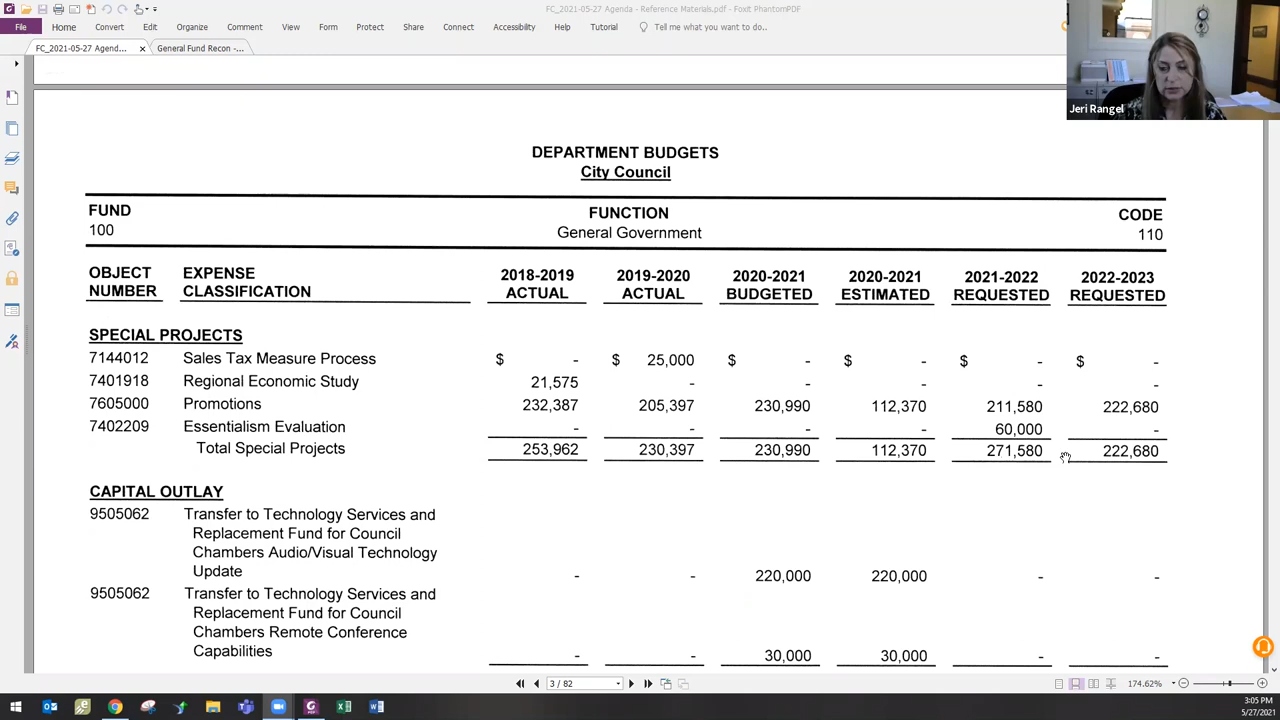 FC_2021-05-27 Agenda - Reference Materials.pdf - Foxit PhantomPDF
File Home Convert Edit Organize Comment View Form Protect Share Connect Accessibility Help Tutorial Tell me what you want to do..
FC_2021-05-27 Agend... General Fund Recon -...
Jeri Rangel
DEPARTMENT BUDGETS
City Council
FUND FUNCTION CODE
100 General Government 110
OBJECT EXPENSE 2018-2019 2019-2020 2020-2021 2020-2021 2021-2022 2022-2023
NUMBER CLASSIFICATION ACTUAL ACTUAL BUDGETED ESTIMATED REQUESTED REQUESTED
SPECIAL PROJECTS
7144012 Sales Tax Measure Process $ - $ 25,000 $ - $ - $ - $ -
7401918 Regional Economic Study 21,575 - - - - -
7605000 Promotions 232,387 205,397 230,990 112,370 211,580 222,680
7402209 Essentialism Evaluation - - - - 60,000 -
Total Special Projects 253,962 230,397 230,990 112,370 271,580 222,680
CAPITAL OUTLAY
9505062 Transfer to Technology Services and
Replacement Fund for Council
Chambers Audio/Visual Technology
Update - - 220,000 220,000 - -
9505062 Transfer to Technology Services and
Replacement Fund for Council
Chambers Remote Conference
Capabilities - - 30,000 30,000 - -
3 / 82 174.62%
3:05 PM
5/27/2021